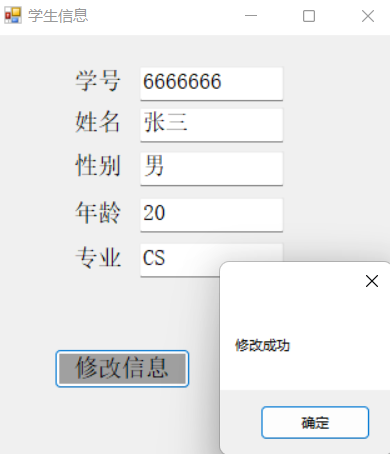 学生信息
学号 6666666
姓名 张三
性别 男
年龄 20
专业 CS
修改成功
修改信息
确定